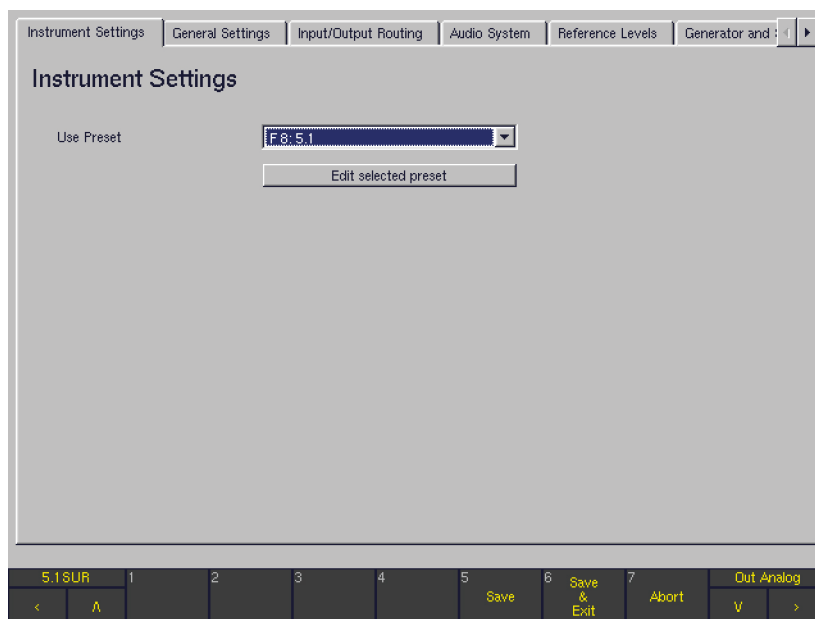 Instrument Settings
General Settings
Input/Output Routing
Audio System
Reference Levels
Generator and
Instrument Settings
Use Preset
F 8: 5.1
Edit selected preset
5.1SUR
1
2
3
4
5
Save
6
Save
&
Exit
7
Abort
Out Analog
<
Λ
V
>